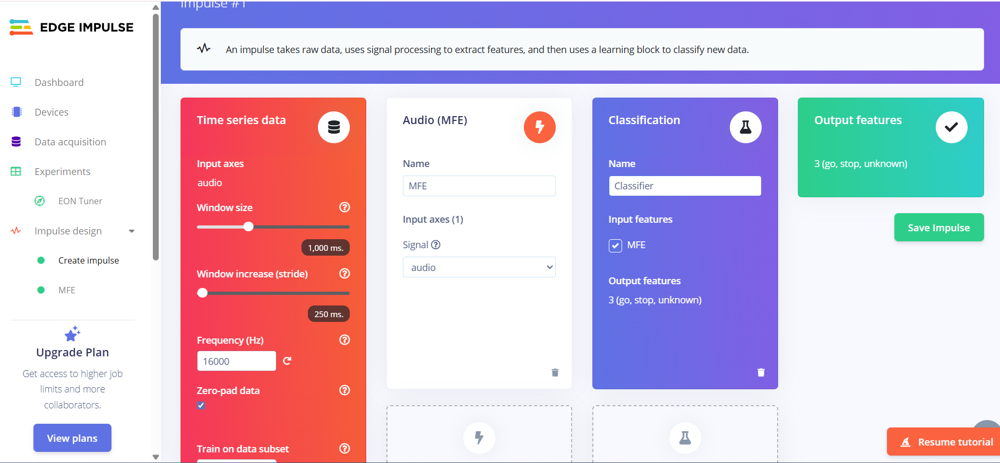 Impulse #1
EDGE IMPULSE
An impulse takes raw data, uses signal processing to extract features, and then uses a learning block to classify new data.
Dashboard
Devices
Data acquisition
Experiments
EON Tuner
Impulse design
Create impulse
MFE
Upgrade Plan
Get access to higher job
limits and more
collaborators.
View plans
Time series data
Input axes
audio
Window size
1,000 ms.
Window increase (stride)
250 ms.
Frequency (Hz)
16000
Zero-pad data
Train on data subset
Audio (MFE)
Name
MFE
Input axes (1)
Signal
audio
Classification
Name
Classifier
Input features
MFE
Output features
3 (go, stop, unknown)
Output features
3 (go, stop, unknown)
Save Impulse
Resume tutorial